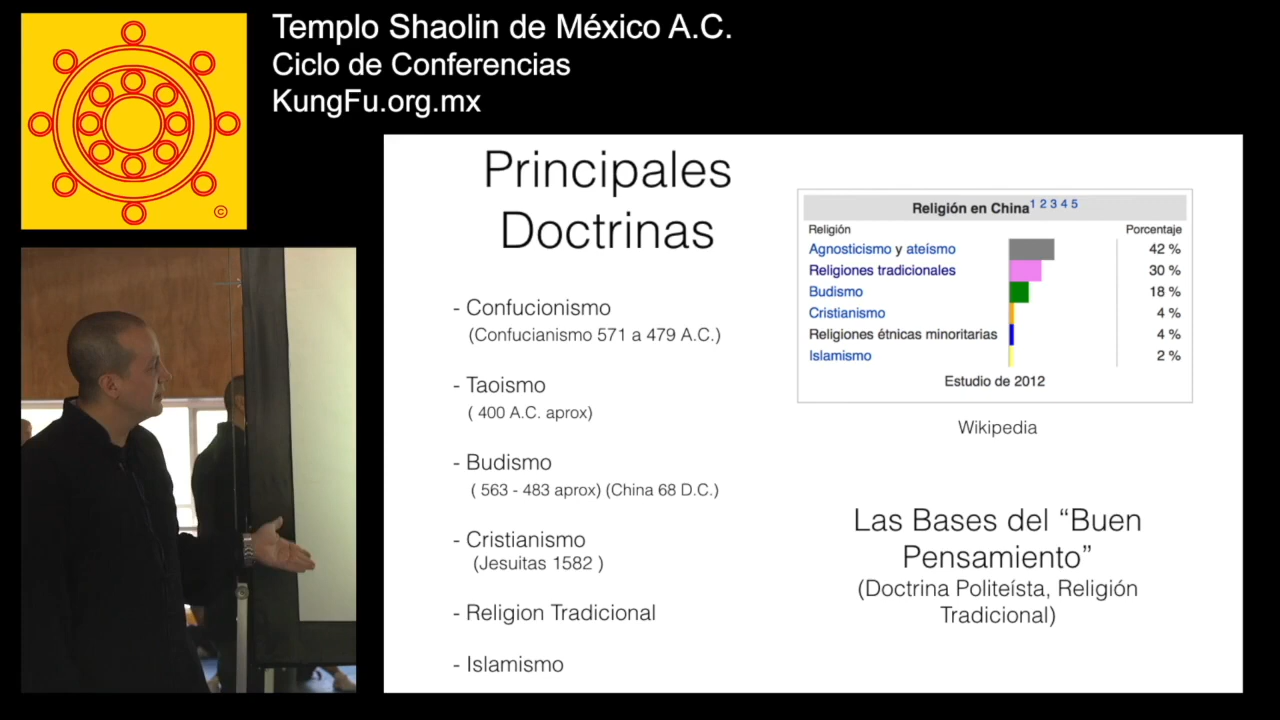 Templo Shaolin de México A.C.
Ciclo de Conferencias
KungFu.org.mx
©
Principales
Doctrinas
- Confucionismo
(Confucianismo 571 a 479 A.C.)
- Taoismo
( 400 A.C. aprox)
- Budismo
( 563 - 483 aprox) (China 68 D.C.)
- Cristianismo
(Jesuitas 1582 )
- Religion Tradicional
- Islamismo
Religión en China1 2 3 4 5
Religión Porcentaje
Agnosticismo y ateísmo 42 %
Religiones tradicionales 30 %
Budismo 18 %
Cristianismo 4 %
Religiones étnicas minoritarias 4 %
Islamismo 2 %
Estudio de 2012
Wikipedia
Las Bases del “Buen
Pensamiento”
(Doctrina Politeísta, Religión
Tradicional)